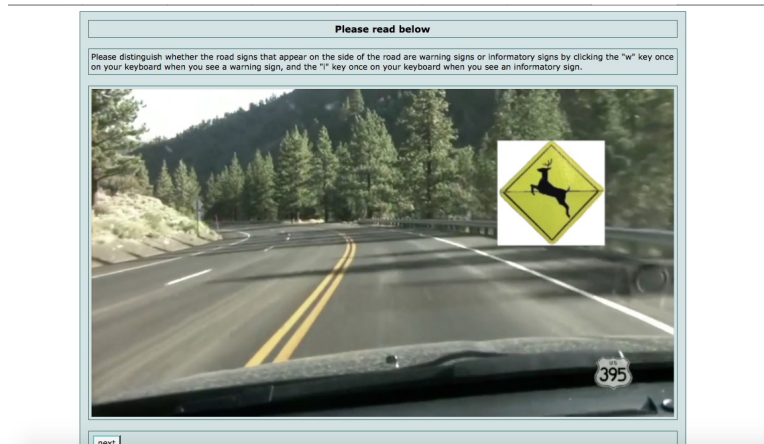 Please read below
Please distinguish whether the road signs that appear on the side of the road are warning signs or informatory signs by clicking the "w" key once
on your keyboard when you see a warning sign, and the "i" key once on your keyboard when you see an informatory sign.
US
395
next